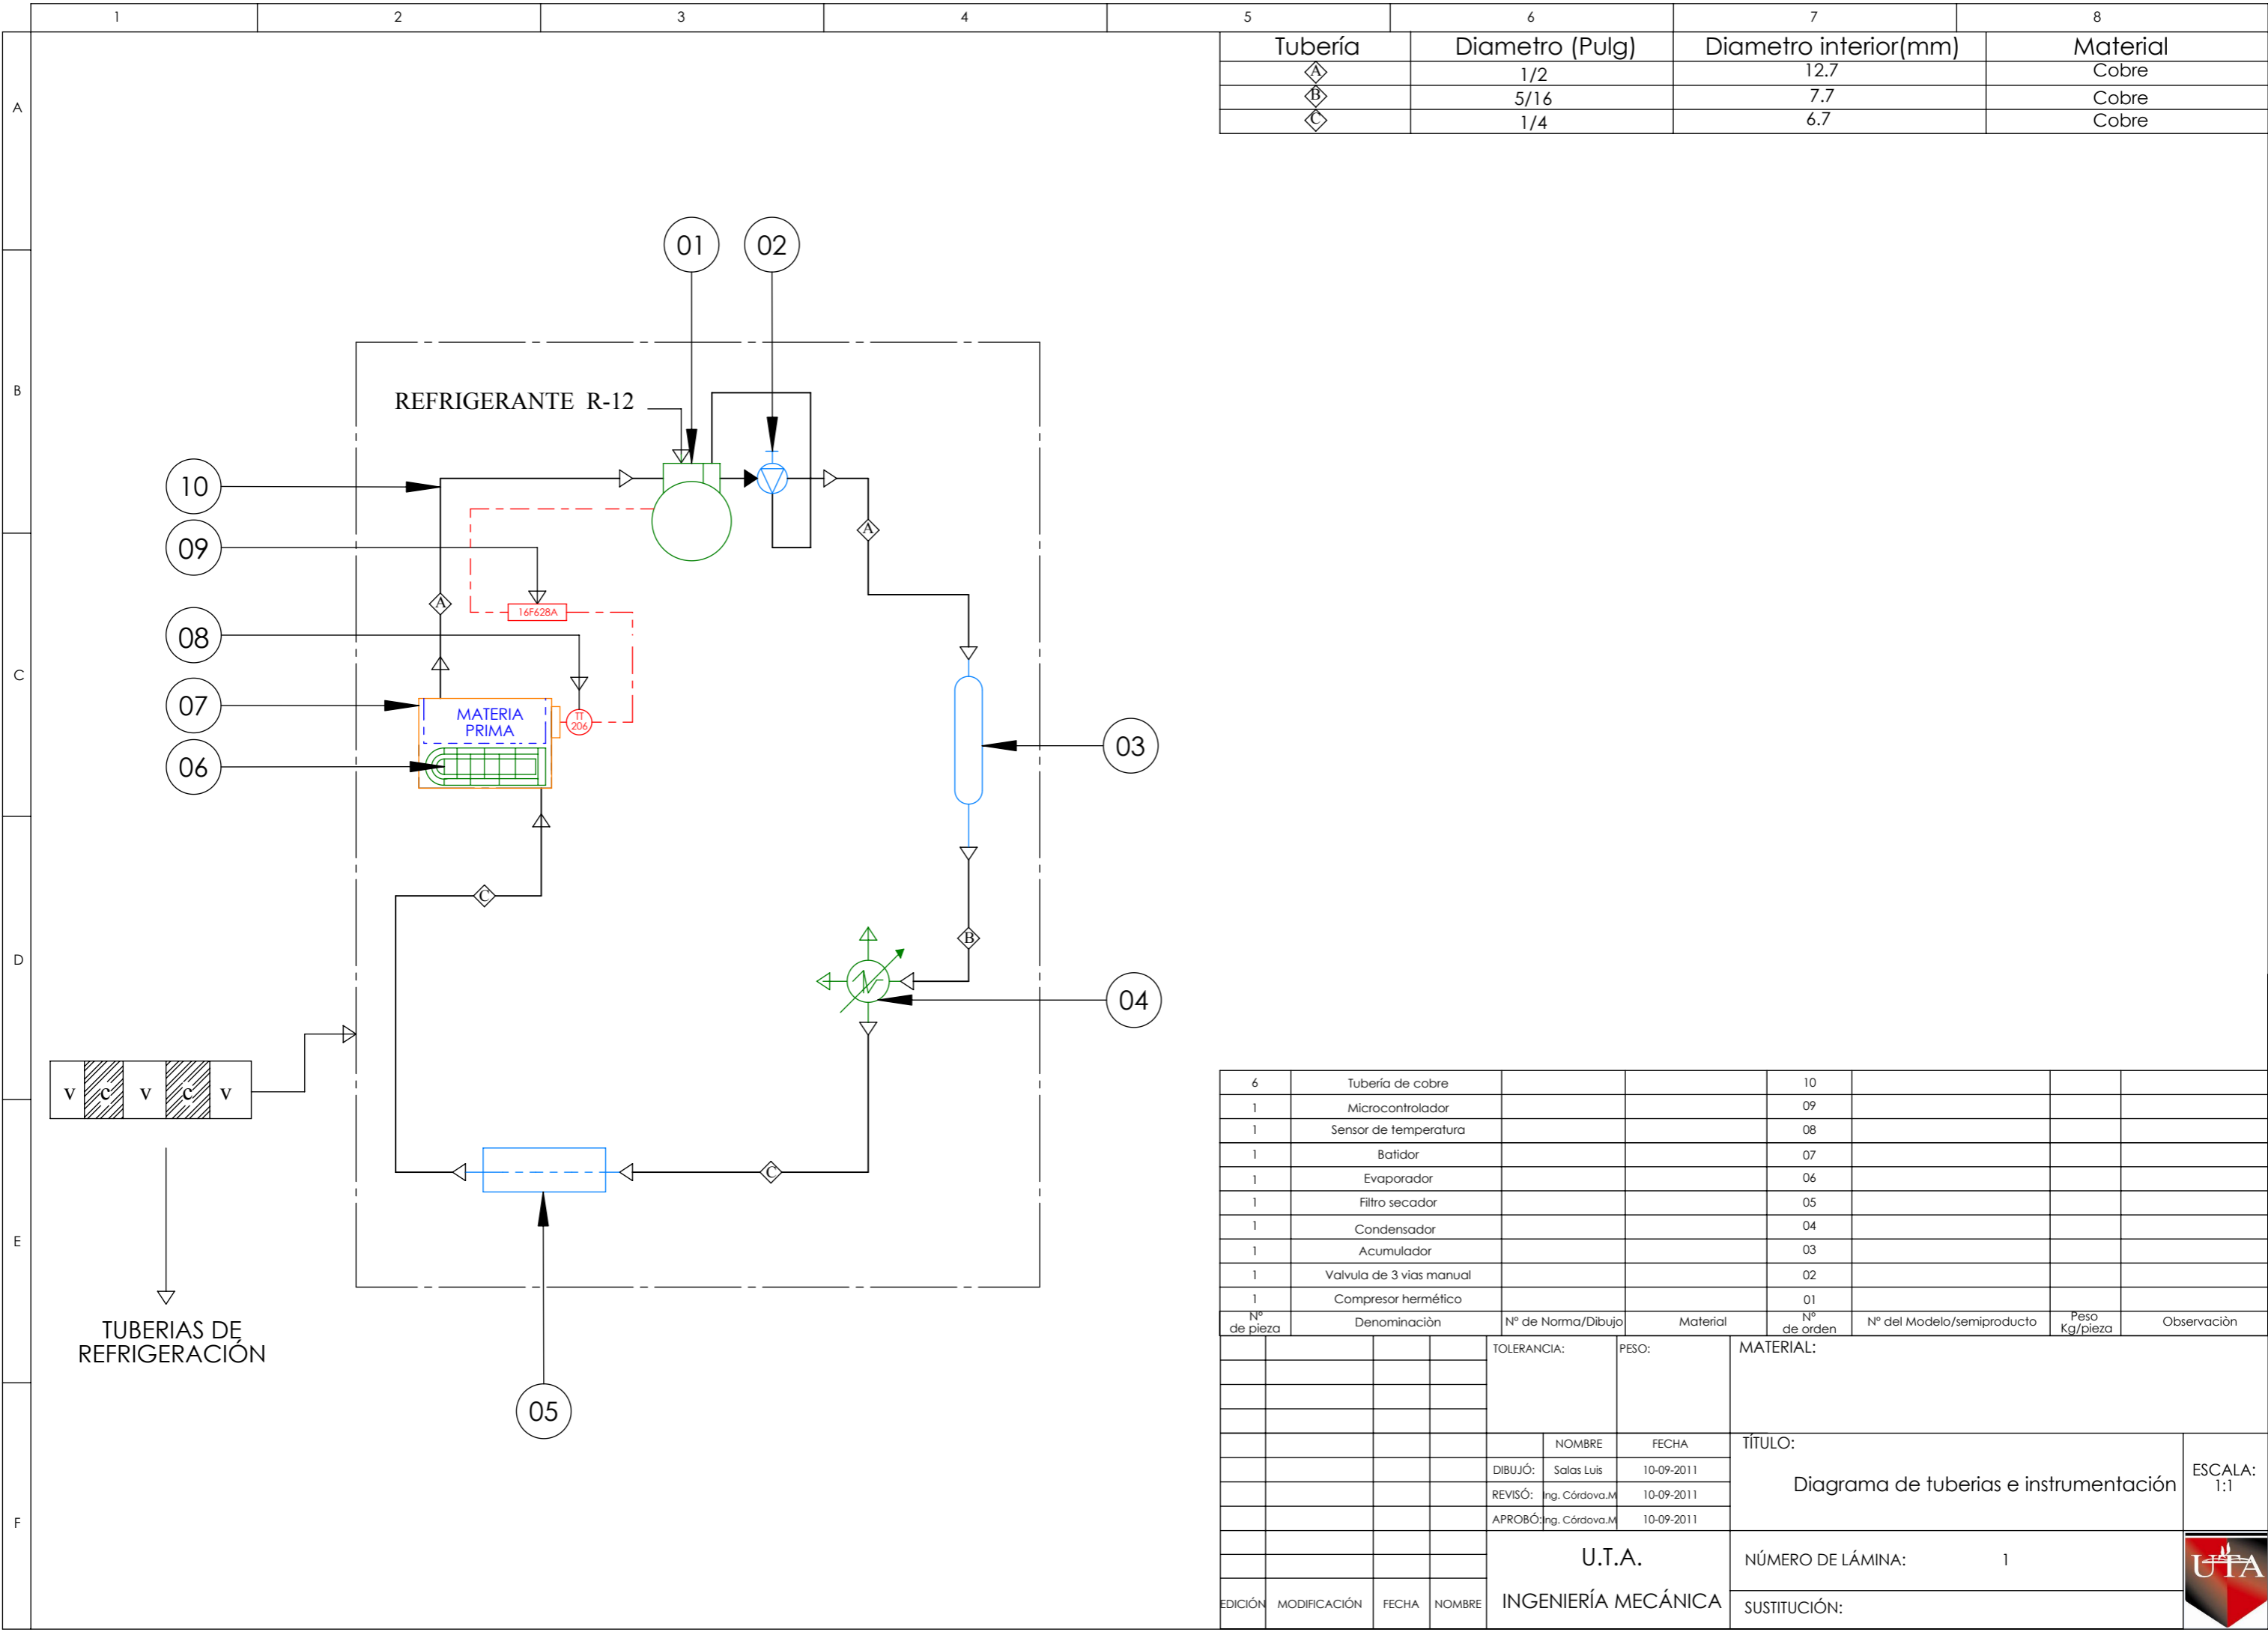 1 2 3 4 5 6 7 8
A
B
C
D
E
F
Tubería Diametro (Pulg) Diametro interior(mm) Material
A 1/2 12.7 Cobre
B 5/16 7.7 Cobre
C 1/4 6.7 Cobre
01 02
REFRIGERANTE R-12
10
09
08
07
06
A
A
16F628A
MATERIA
PRIMA
TT
206
03
C
B
04
v c v c v
C
TUBERIAS DE
REFRIGERACIÓN
05
6 Tubería de cobre 10
1 Microcontrolador 09
1 Sensor de temperatura 08
1 Batidor 07
1 Evaporador 06
1 Filtro secador 05
1 Condensador 04
1 Acumulador 03
1 Valvula de 3 vias manual 02
1 Compresor hermético 01
Nº de pieza Denominaciòn Nº de Norma/Dibujo Material Nº de orden Nº del Modelo/semiproducto Peso Kg/pieza Observaciòn
TOLERANCIA: PESO: MATERIAL:
NOMBRE FECHA
DIBUJÓ: Salas Luis 10-09-2011
REVISÓ: Ing. Córdova.M 10-09-2011
APROBÓ: Ing. Córdova.M 10-09-2011
TÍTULO:
Diagrama de tuberias e instrumentación
ESCALA:
1:1
U.T.A.
INGENIERÍA MECÁNICA
NÚMERO DE LÁMINA: 1
SUSTITUCIÓN:
EDICIÓN MODIFICACIÓN FECHA NOMBRE
UTA